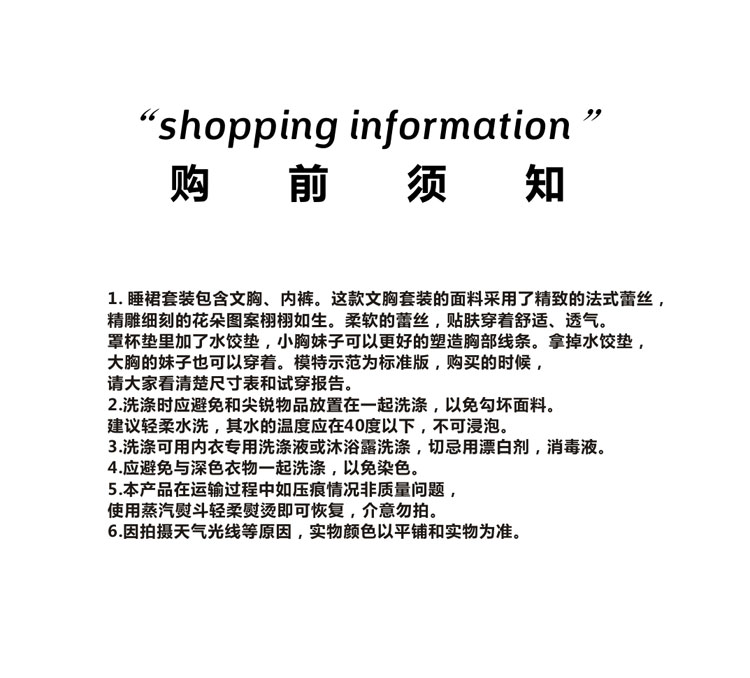 “shopping information”
购前须知
1. 睡裙套装包含文胸、内裤。这款文胸套装的面料采用了精致的法式蕾丝，
精雕细刻的花朵图案栩栩如生。柔软的蕾丝，贴肤穿着舒适、透气。
罩杯垫里加了水饺垫，小胸妹子可以更好的塑造胸部线条。拿掉水饺垫，
大胸的妹子也可以穿着。模特示范为标准版，购买的时候，
请大家看清楚尺寸表和试穿报告。
2.洗涤时应避免和尖锐物品放置在一起洗涤，以免勾坏面料。
建议轻柔水洗，其水的温度应在40度以下，不可浸泡。
3.洗涤可用内衣专用洗涤液或沐浴露洗涤，切忌用漂白剂，消毒液。
4.应避免与深色衣物一起洗涤，以免染色。
5.本产品在运输过程中如压痕情况非质量问题，
使用蒸汽熨斗轻柔熨烫即可恢复，介意勿拍。
6.因拍摄天气光线等原因，实物颜色以平铺和实物为准。